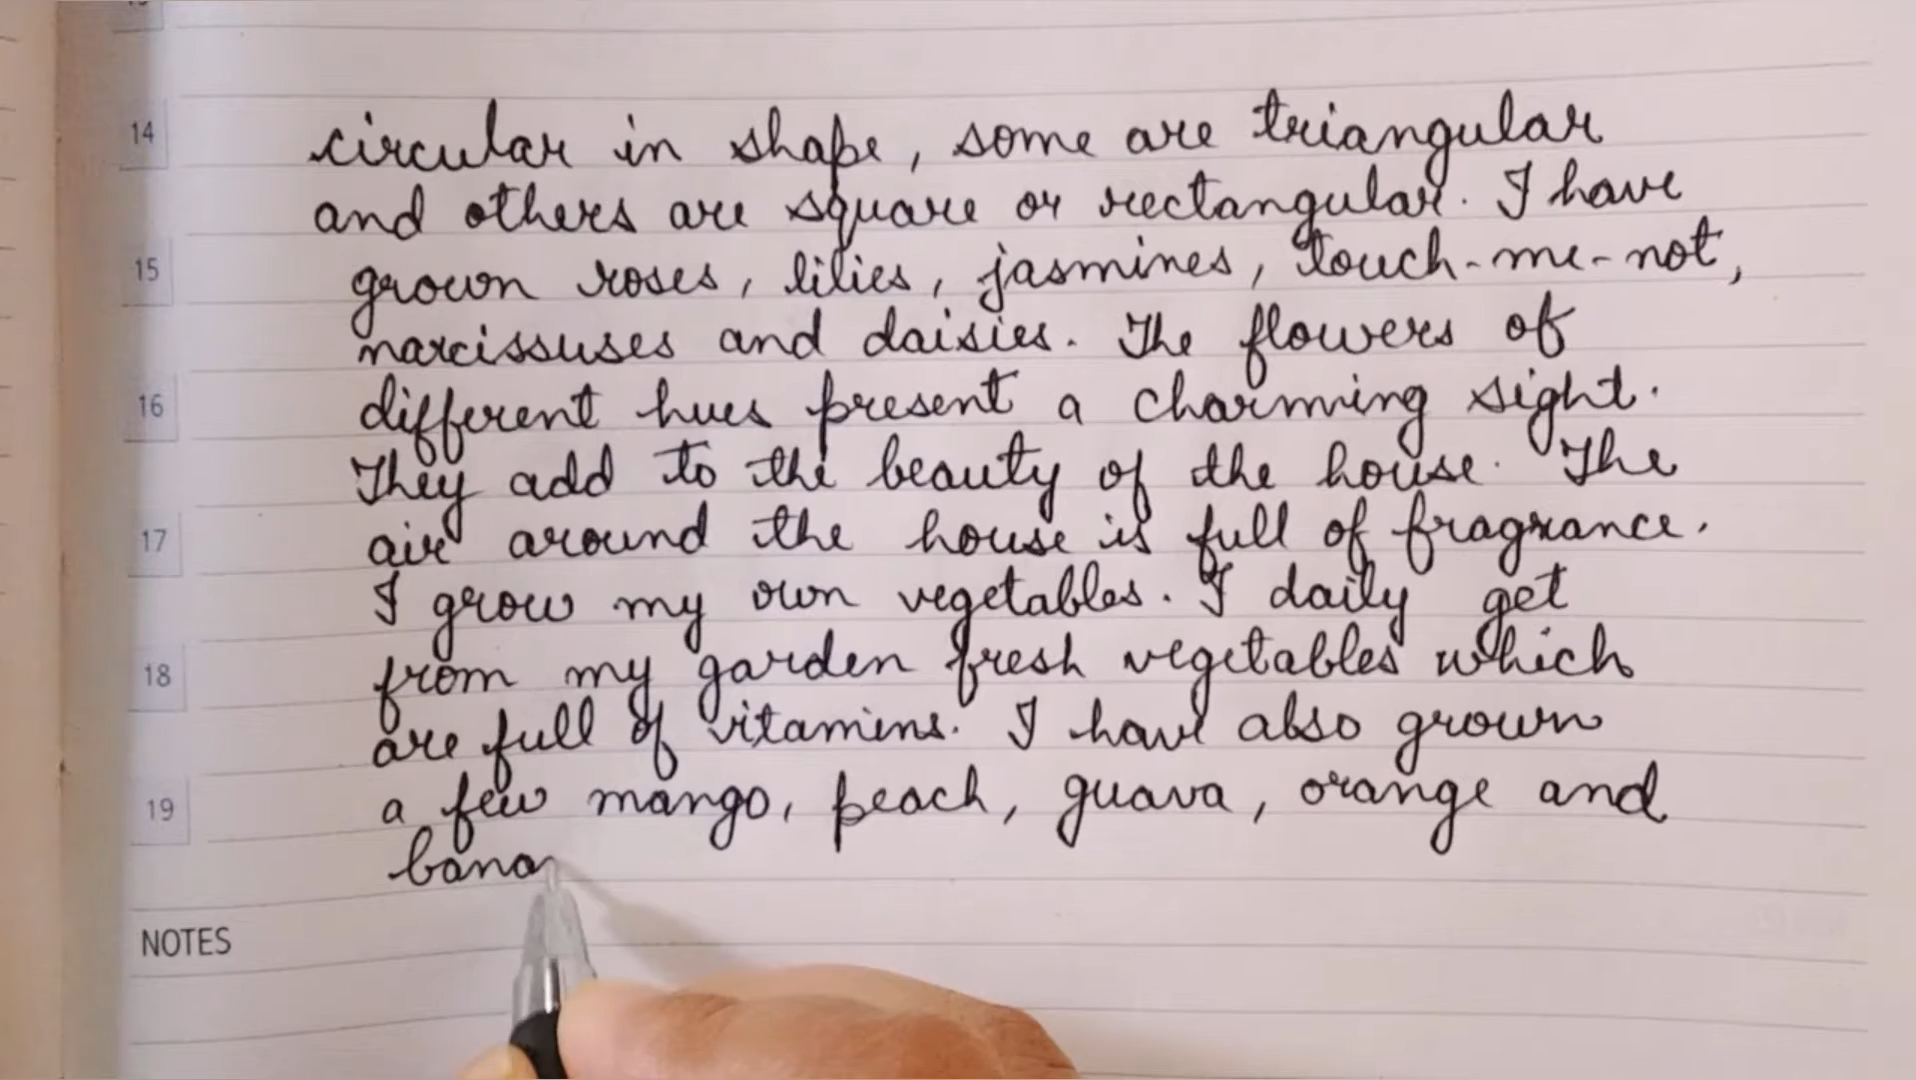 14
circular in shape, some are triangular
and others are square or rectangular. I have
15
grown roses, lilies, jasmines, touch-me-not,
narcissuses and daisies. The flowers of
16
different hues present a charming sight.
They add to the beauty of the house. The
17
air around the house is full of fragrance.
I grow my own vegetables. I daily get
18
from my garden fresh vegetables which
are full of vitamins. I have also grown
19
a few mango, peach, guava, orange and
banan
NOTES